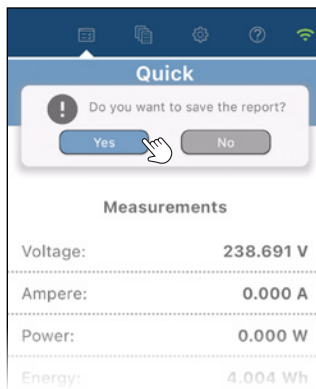 Quick
! Do you want to save the report?
Yes No
Measurements
Voltage: 238.691 V
Ampere: 0.000 A
Power: 0.000 W
Energy: 4.004 Wh